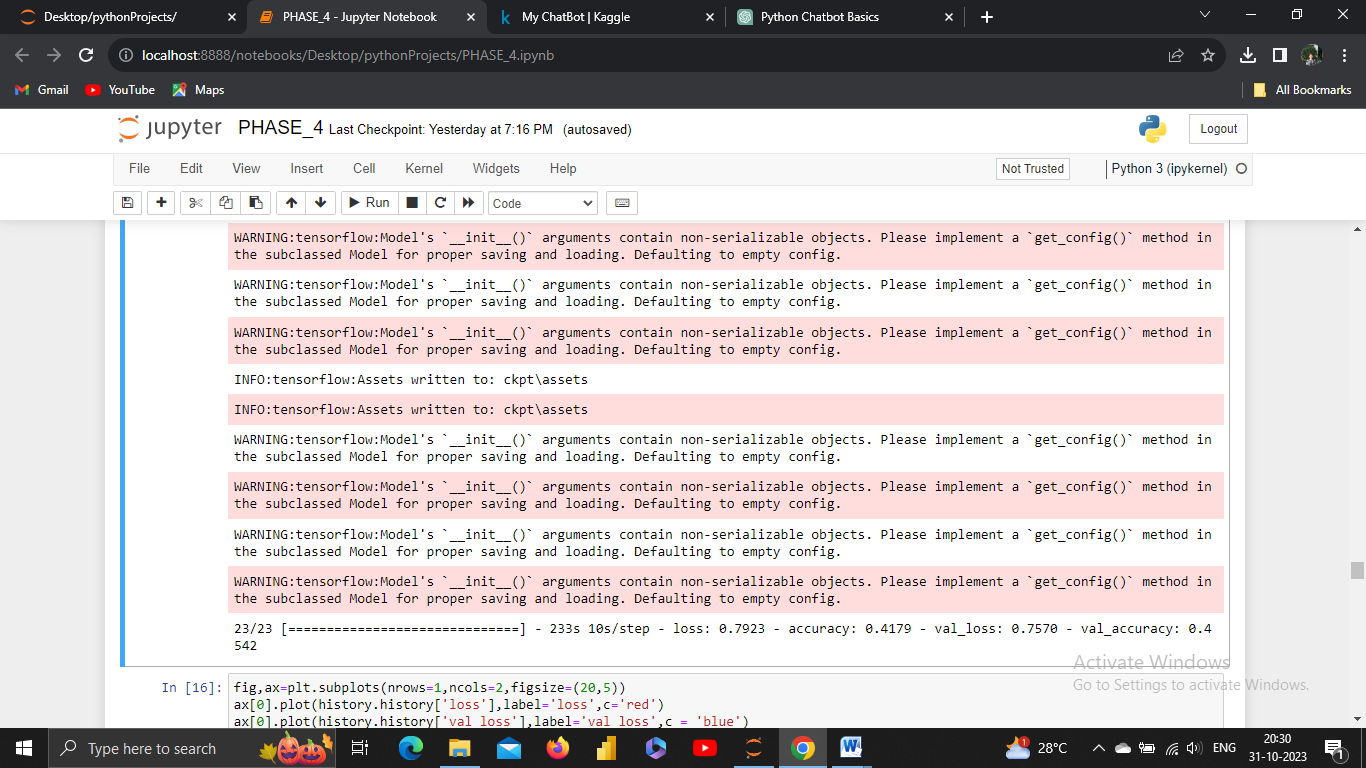 Desktop/pythonProjects/
PHASE_4 - Jupyter Notebook
My ChatBot | Kaggle
Python Chatbot Basics
localhost:8888/notebooks/Desktop/pythonProjects/PHASE_4.ipynb
Gmail
YouTube
Maps
All Bookmarks
jupyter PHASE_4 Last Checkpoint: Yesterday at 7:16 PM (autosaved)
Logout
File Edit View Insert Cell Kernel Widgets Help
Not Trusted
Python 3 (ipykernel)
Run
Code
WARNING:tensorflow:Model's `__init__()` arguments contain non-serializable objects. Please implement a `get_config()` method in
the subclassed Model for proper saving and loading. Defaulting to empty config.
WARNING:tensorflow:Model's `__init__()` arguments contain non-serializable objects. Please implement a `get_config()` method in
the subclassed Model for proper saving and loading. Defaulting to empty config.
WARNING:tensorflow:Model's `__init__()` arguments contain non-serializable objects. Please implement a `get_config()` method in
the subclassed Model for proper saving and loading. Defaulting to empty config.
INFO:tensorflow:Assets written to: ckpt\assets
INFO:tensorflow:Assets written to: ckpt\assets
WARNING:tensorflow:Model's `__init__()` arguments contain non-serializable objects. Please implement a `get_config()` method in
the subclassed Model for proper saving and loading. Defaulting to empty config.
WARNING:tensorflow:Model's `__init__()` arguments contain non-serializable objects. Please implement a `get_config()` method in
the subclassed Model for proper saving and loading. Defaulting to empty config.
WARNING:tensorflow:Model's `__init__()` arguments contain non-serializable objects. Please implement a `get_config()` method in
the subclassed Model for proper saving and loading. Defaulting to empty config.
WARNING:tensorflow:Model's `__init__()` arguments contain non-serializable objects. Please implement a `get_config()` method in
the subclassed Model for proper saving and loading. Defaulting to empty config.
23/23 [==============================] - 233s 10s/step - loss: 0.7923 - accuracy: 0.4179 - val_loss: 0.7570 - val_accuracy: 0.4
542
Activate Windows
Go to Settings to activate Windows.
In [16]: fig,ax=plt.subplots(nrows=1,ncols=2,figsize=(20,5))
ax[0].plot(history.history['loss'],label='loss',c='red')
ax[0].plot(history.history['val_loss'],label='val_loss',c = 'blue')
Type here to search
1
28°C
ENG
20:30
31-10-2023
1